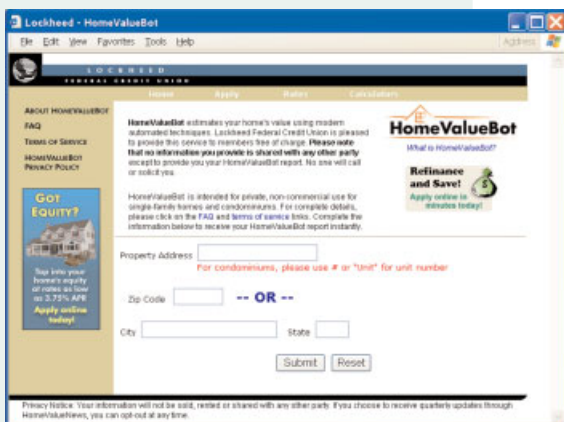 Lockheed - HomeValueBot
File Edit View Favorites Tools Help
Address
LOCKHEED
FEDERAL CREDIT UNION
Home Apply Rates Calculators
ABOUT HOMEVALUEBOT
FAQ
TERMS OF SERVICE
HOMEVALUEBOT
PRIVACY POLICY
GOT
EQUITY?
Tap into your
home's equity
at rates as low
as 3.75% APR
Apply online
today!
HomeValueBot estimates your home's value using modern
automated techniques. Lockheed Federal Credit Union is pleased
to provide this service to members free of charge. Please note
that no information you provide is shared with any other party
except to provide you your HomeValueBot report. No one will call
or solicit you.
HomeValueBot is intended for private, non-commercial use for
single-family homes and condominiums. For complete details,
please click on the FAQ and terms of service links. Complete the
information below to receive your HomeValueBot report instantly.
HomeValueBot
What is HomeValueBot?
Refinance
and Save!
Apply online in
minutes today!
Property Address
For condominiums, please use # or "Unit" for unit number
Zip Code -- OR --
City State
Submit Reset
Privacy Notice: Your information will not be sold, rented or shared with any other party. If you choose to receive quarterly updates through
HomeValueNews, you can opt-out at any time.